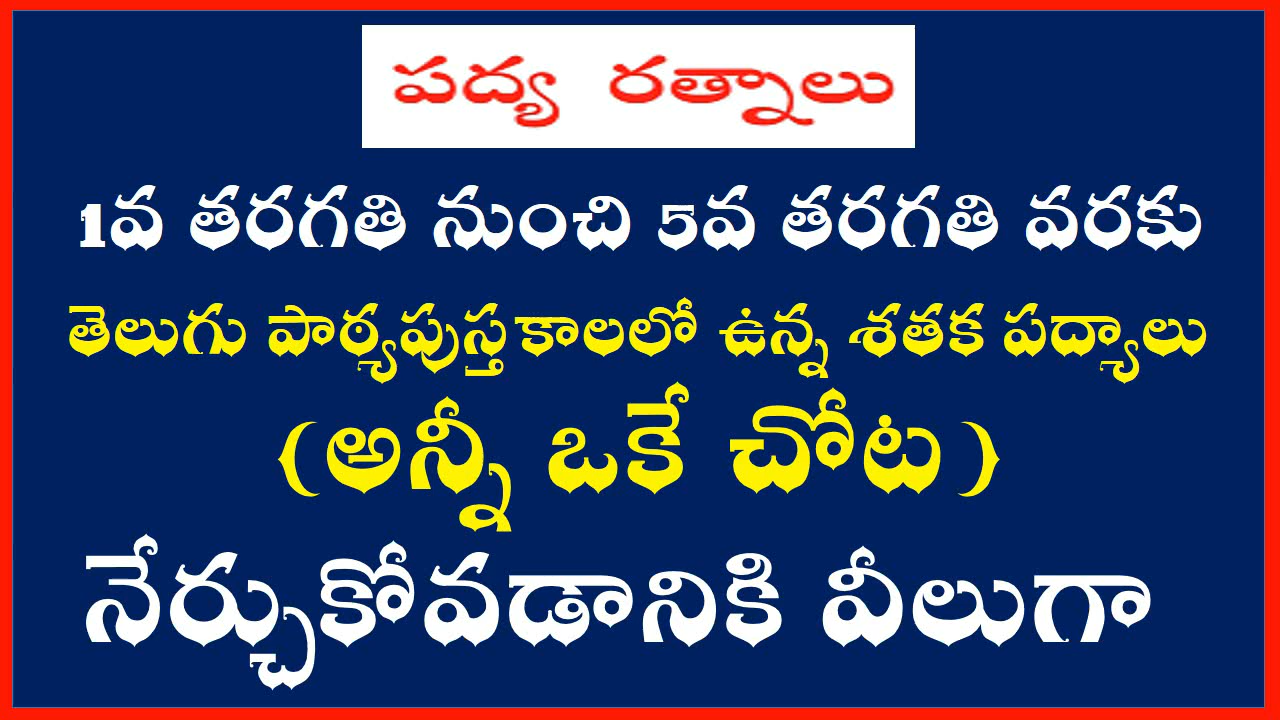 పద్య రత్నాలు
1వ తరగతి నుంచి 5వ తరగతి వరకు
తెలుగు పాఠ్యపుస్తకాలలో ఉన్న శతక పద్యాలు
(అన్నీ ఒకే చోట)
నేర్చుకోవడానికి వీలుగా